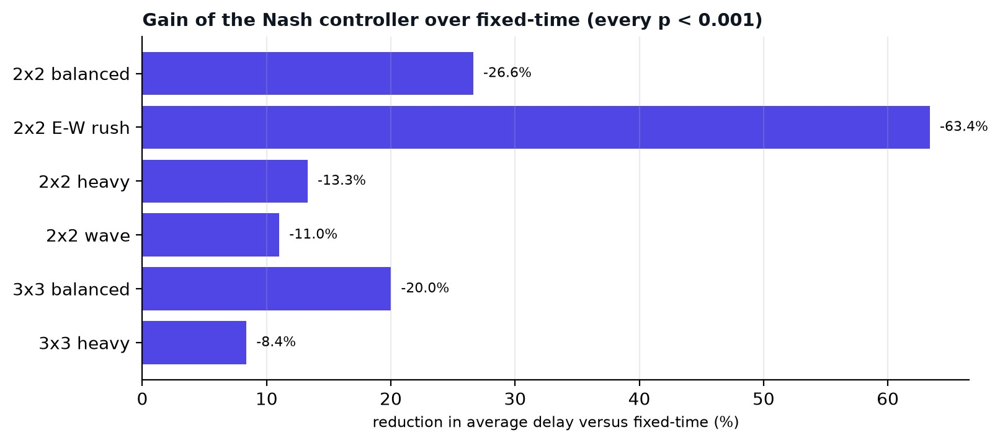 Gain of the Nash controller over fixed-time (every p < 0.001)
2x2 balanced
-26.6%
2x2 E-W rush
-63.4%
2x2 heavy
-13.3%
2x2 wave
-11.0%
3x3 balanced
-20.0%
3x3 heavy
-8.4%
0 10 20 30 40 50 60
reduction in average delay versus fixed-time (%)